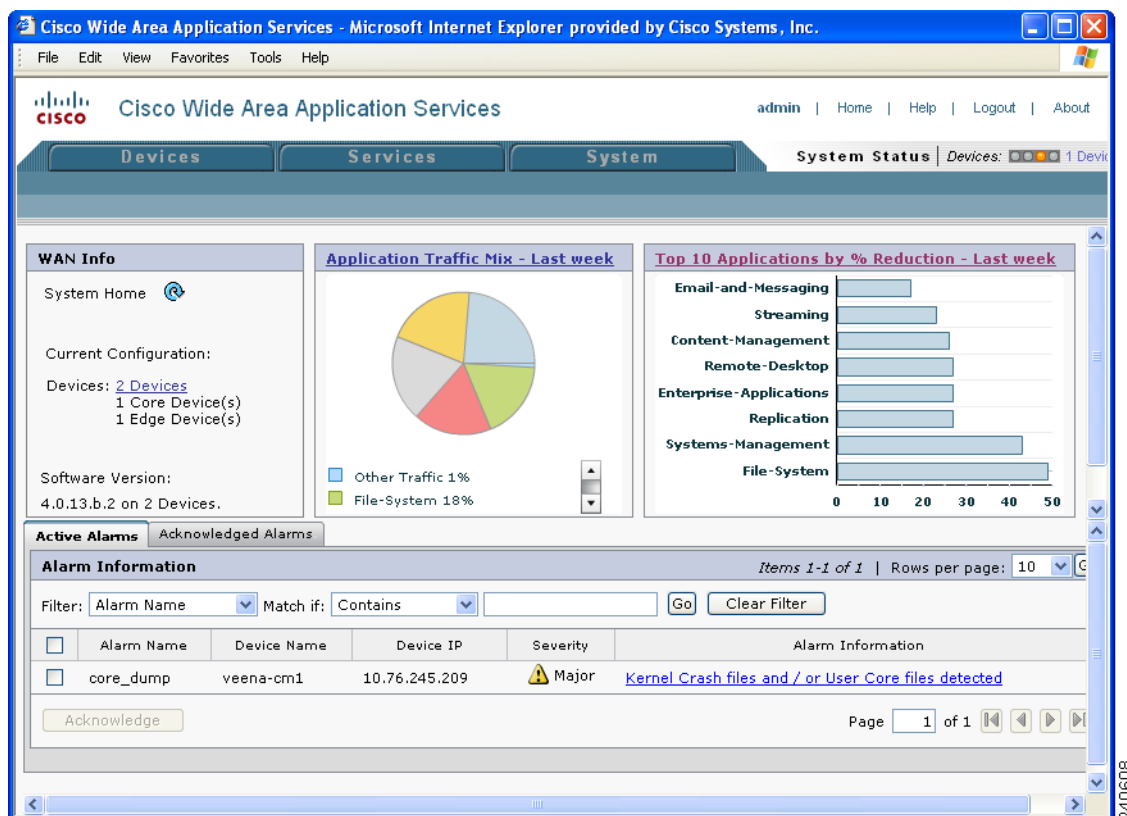 Cisco Wide Area Application Services - Microsoft Internet Explorer provided by Cisco Systems, Inc.
File Edit View Favorites Tools Help
CISCO Cisco Wide Area Application Services
admin | Home | Help | Logout | About
Devices Services System
System Status | Devices: 1 Devic
WAN Info
System Home
Current Configuration:
Devices: 2 Devices
1 Core Device(s)
1 Edge Device(s)
Software Version:
4.0.13.b.2 on 2 Devices.
Application Traffic Mix - Last week
Other Traffic 1%
File-System 18%
Top 10 Applications by % Reduction - Last week
Email-and-Messaging
Streaming
Content-Management
Remote-Desktop
Enterprise-Applications
Replication
Systems-Management
File-System
0 10 20 30 40 50
Active Alarms Acknowledged Alarms
Alarm Information Items 1-1 of 1 | Rows per page: 10 G
Filter: Alarm Name Match if: Contains Go Clear Filter
Alarm Name Device Name Device IP Severity Alarm Information
core_dump veena-cm1 10.76.245.209 Major Kernel Crash files and / or User Core files detected
Acknowledge Page 1 of 1
240608